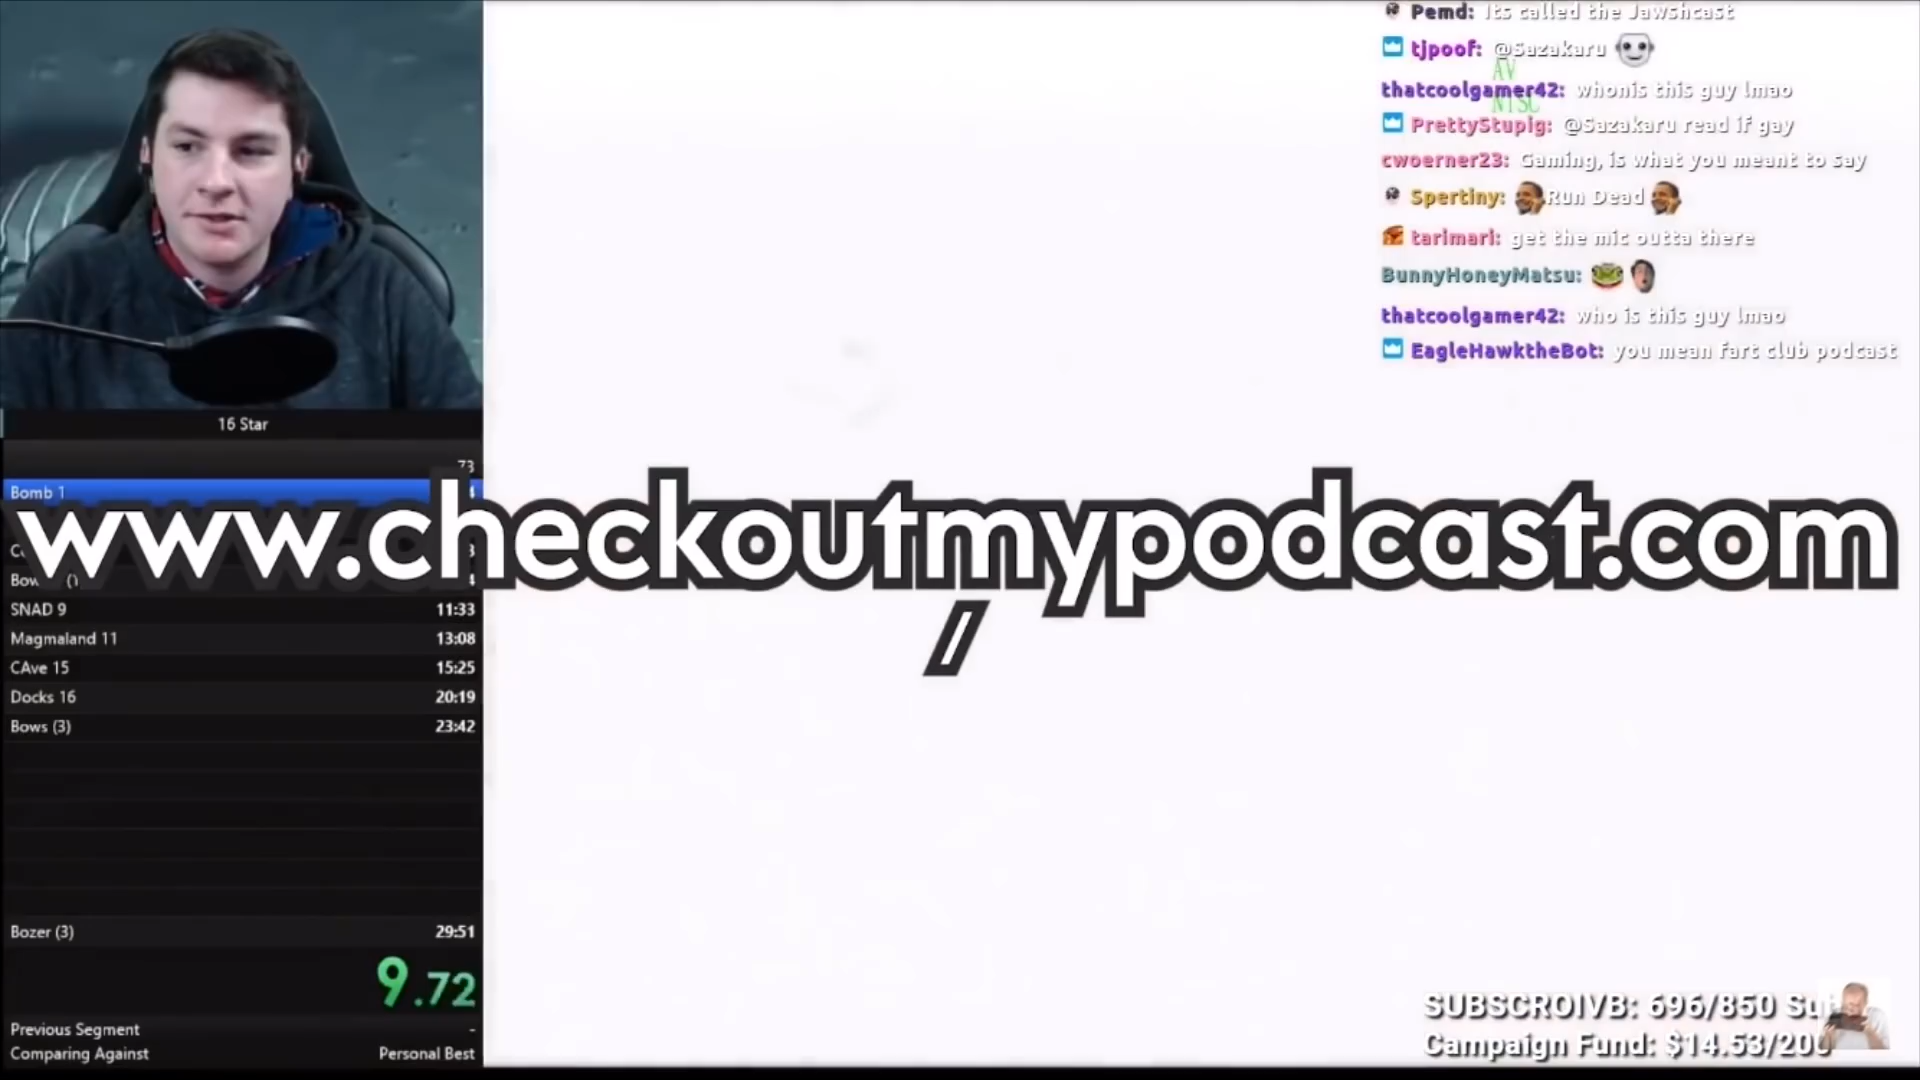 Pemd: Its called the Jawshcast
tjpoof: @Sazakaru
AV
thatcoolgamer42: whonis this guy lmao
NTSC
PrettyStupig: @Sazakaru read if gay
cwoerner23: Gaming, is what you meant to say
Spertiny: Run Dead
tarimari: get the mic outta there
BunnyHoneyMatsu:
thatcoolgamer42: who is this guy lmao
EagleHawktheBot: you mean fart club podcast
16 Star
73
Bomb 1
www.checkoutmypodcast.com
/
SNAD 9 11:33
Magmaland 11 13:08
CAve 15 15:25
Docks 16 20:19
Bows (3) 23:42
Bozer (3) 29:51
9.72
Previous Segment -
Comparing Against Personal Best
SUBSCROIVB: 696/850
Campaign Fund: $14.53/200